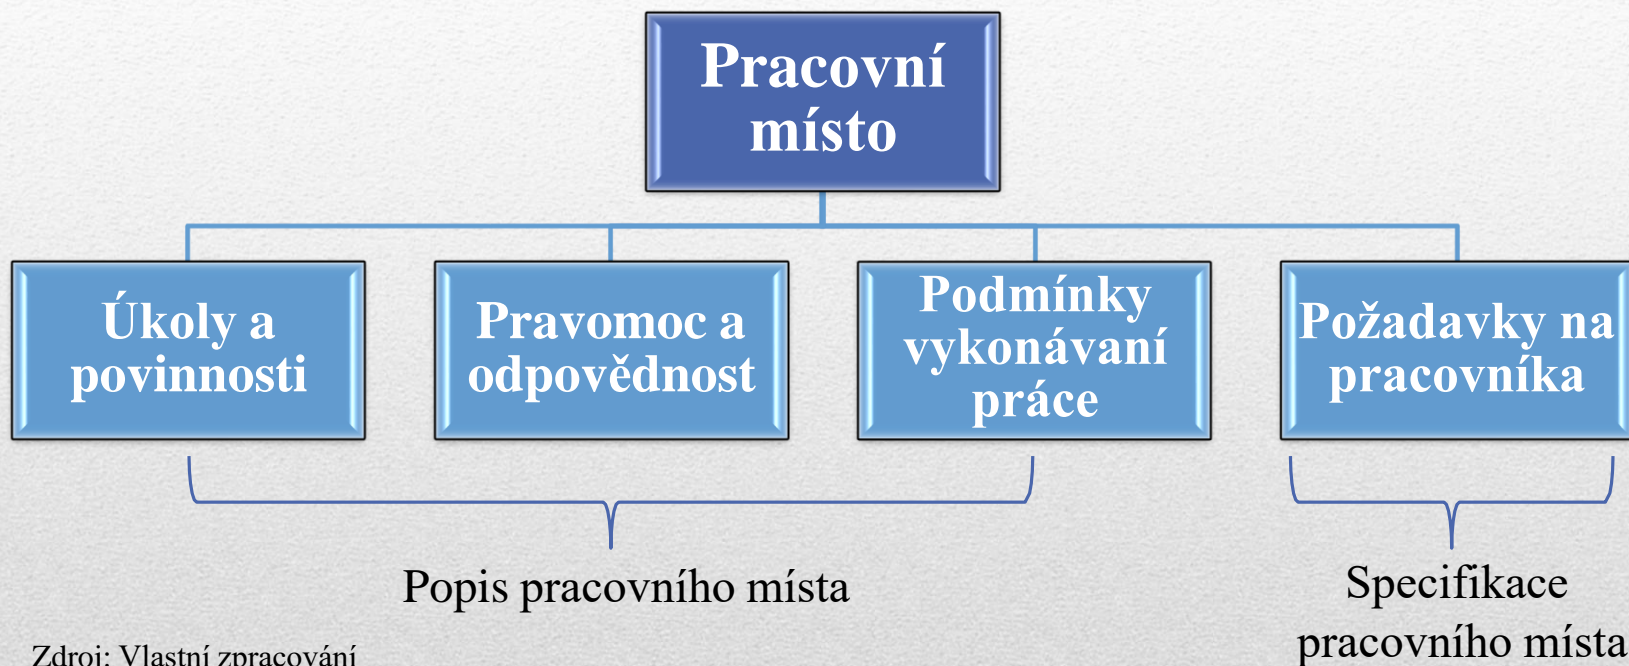 Pracovní
místo
Úkoly a
povinnosti
Pravomoc a
odpovědnost
Podmínky
vykonávaní
práce
Požadavky na
pracovníka
Popis pracovního místa
Specifikace
pracovního místa
Zdroj: Vlastní zpracování